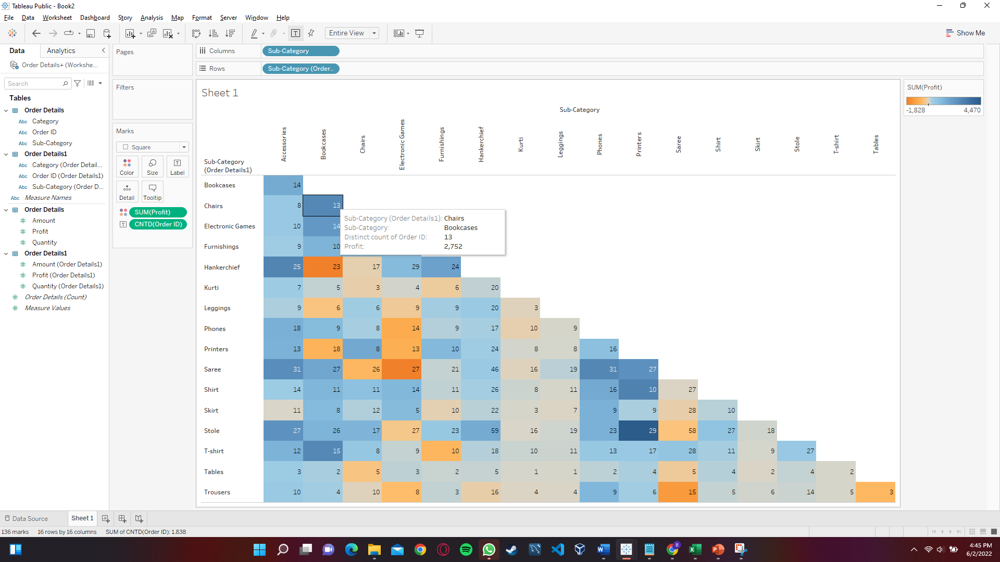 Tableau Public - Book2
File Data Worksheet Dashboard Story Analysis Map Format Server Window Help
Entire View
Show Me
Data Analytics
Order Details+ (Workshe...
Search
Tables
Order Details
Abc Category
Abc Order ID
Abc Sub-Category
Order Details1
Abc Category (Order Detail...
Abc Order ID (Order Details1)
Abc Sub-Category (Order D...
Abc Measure Names
Order Details
Amount
Profit
Quantity
Order Details1
Amount (Order Details1)
Profit (Order Details1)
Quantity (Order Details1)
Order Details (Count)
Measure Values
Pages
Filters
Marks
Square
Color Size Label
Detail Tooltip
SUM(Profit)
CNTD(Order ID)
Columns Sub-Category
Rows Sub-Category (Order..
Sheet 1
Sub-Category
Sub-Category
(Order Details1)
Accessories Bookcases Chairs Electronic Games Furnishings Hankerchief Kurti Leggings Phones Printers Saree Shirt Skirt Stole T-shirt Tables
Bookcases 14
Chairs 8 13
Electronic Games 10 14
Furnishings 9 10
Hankerchief 25 23 17 29 24
Kurti 7 5 3 4 6 20
Leggings 9 6 6 9 9 20 3
Phones 18 9 8 14 9 17 10 9
Printers 13 18 8 13 10 24 8 8 16
Saree 31 27 26 27 21 46 16 19 31 27
Shirt 14 11 11 14 11 26 8 11 16 10 27
Skirt 11 8 12 5 10 22 3 7 9 9 28 10
Stole 27 26 17 27 23 59 16 19 23 29 58 27 18
T-shirt 12 15 8 9 10 18 10 11 13 17 28 11 9 27
Tables 3 2 5 3 2 5 1 1 2 4 5 4 2 4 2
Trousers 10 4 10 8 3 16 4 4 9 6 15 5 6 14 5 3
Sub-Category (Order Details1): Chairs
Sub-Category: Bookcases
Distinct count of Order ID: 13
Profit: 2,752
SUM(Profit)
-1,828 4,470
Data Source Sheet 1
136 marks 16 rows by 16 columns SUM of CNTD(Order ID): 1,838
4:45 PM
6/2/2022